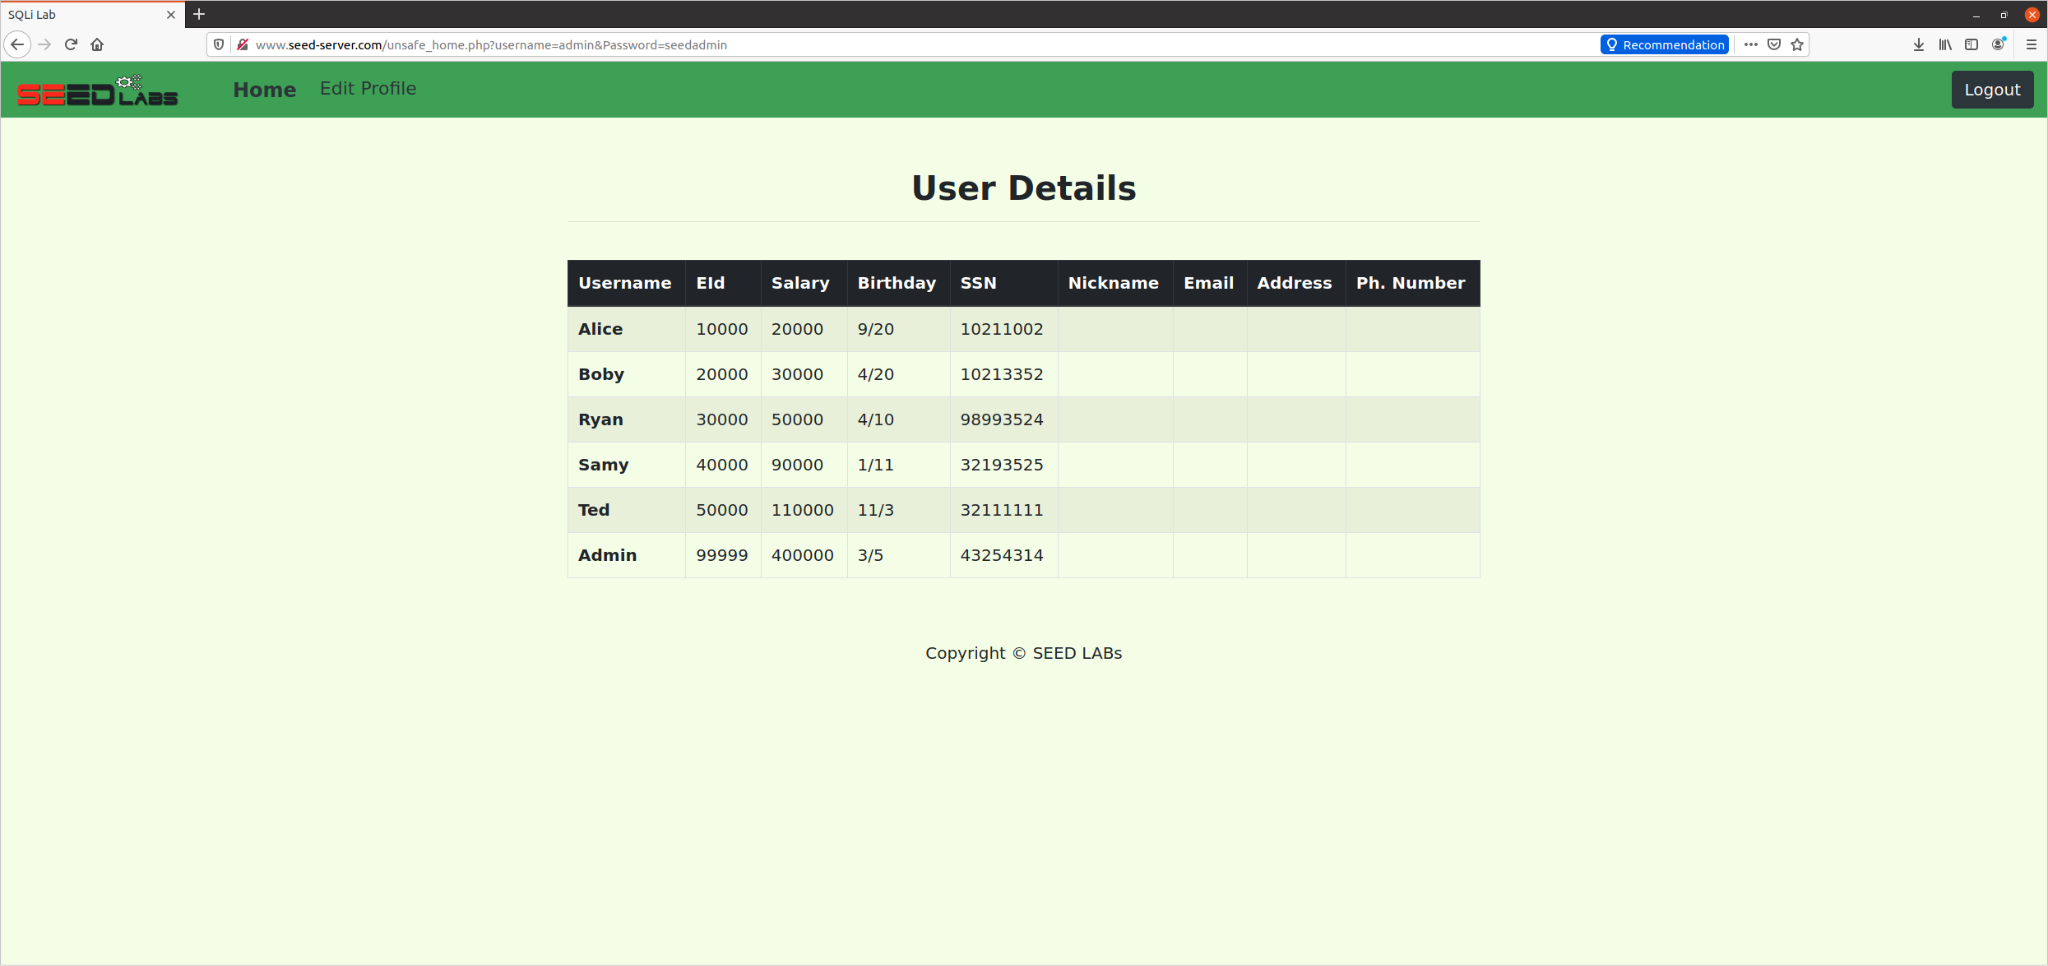 SQLi Lab
www.seed-server.com/unsafe_home.php?username=admin&Password=seedadmin Recommendation
SEED LABS Home Edit Profile Logout
User Details
Username EId Salary Birthday SSN Nickname Email Address Ph. Number
Alice 10000 20000 9/20 10211002
Boby 20000 30000 4/20 10213352
Ryan 30000 50000 4/10 98993524
Samy 40000 90000 1/11 32193525
Ted 50000 110000 11/3 32111111
Admin 99999 400000 3/5 43254314
Copyright © SEED LABs